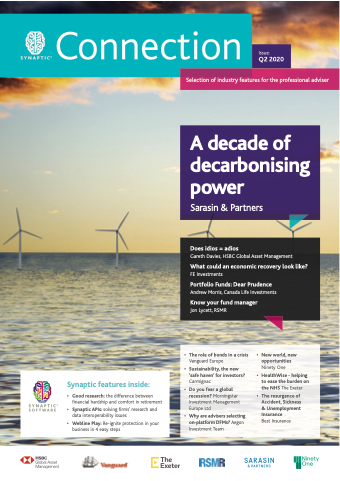 SYNAPTIC
Connection
Issue:
Q2 2020
Selection of industry features for the professional adviser
A decade of
decarbonising
power
Sarasin & Partners
Does idios = adios
Gareth Davies, HSBC Global Asset Management
What could an economic recovery look like?
FE Investments
Portfolio Funds: Dear Prudence
Andrew Morris, Canada Life Investments
Know your fund manager
Jon Lycett, RSMR
• The role of bonds in a crisis
Vanguard Europe
• Sustainability, the new
'safe haven' for investors?
Carmignac
• Do you fear a global
recession? Morningstar
Investment Management
Europe Ltd
• Why are advisers selecting
on-platform DFMs? Aegon
Investment Team
• New world, new
opportunities
Ninety One
• HealthWise - helping
to ease the burden on
the NHS The Exeter
• The resurgence of
Accident, Sickness
& Unemployment
Insurance
Best Insurance
SYNAPTIC
SOFTWARE
Synaptic features inside:
• Good research: the difference between
financial hardship and comfort in retirement
• Synaptic APIs solving firms' research and
data interoperability issues
• Webline Play: Re-ignite protection in your
business in 4 easy steps
HSBC
Global Asset
Management
Vanguard
The
Exeter
RSMR
SARASIN
& PARTNERS
Ninety
One